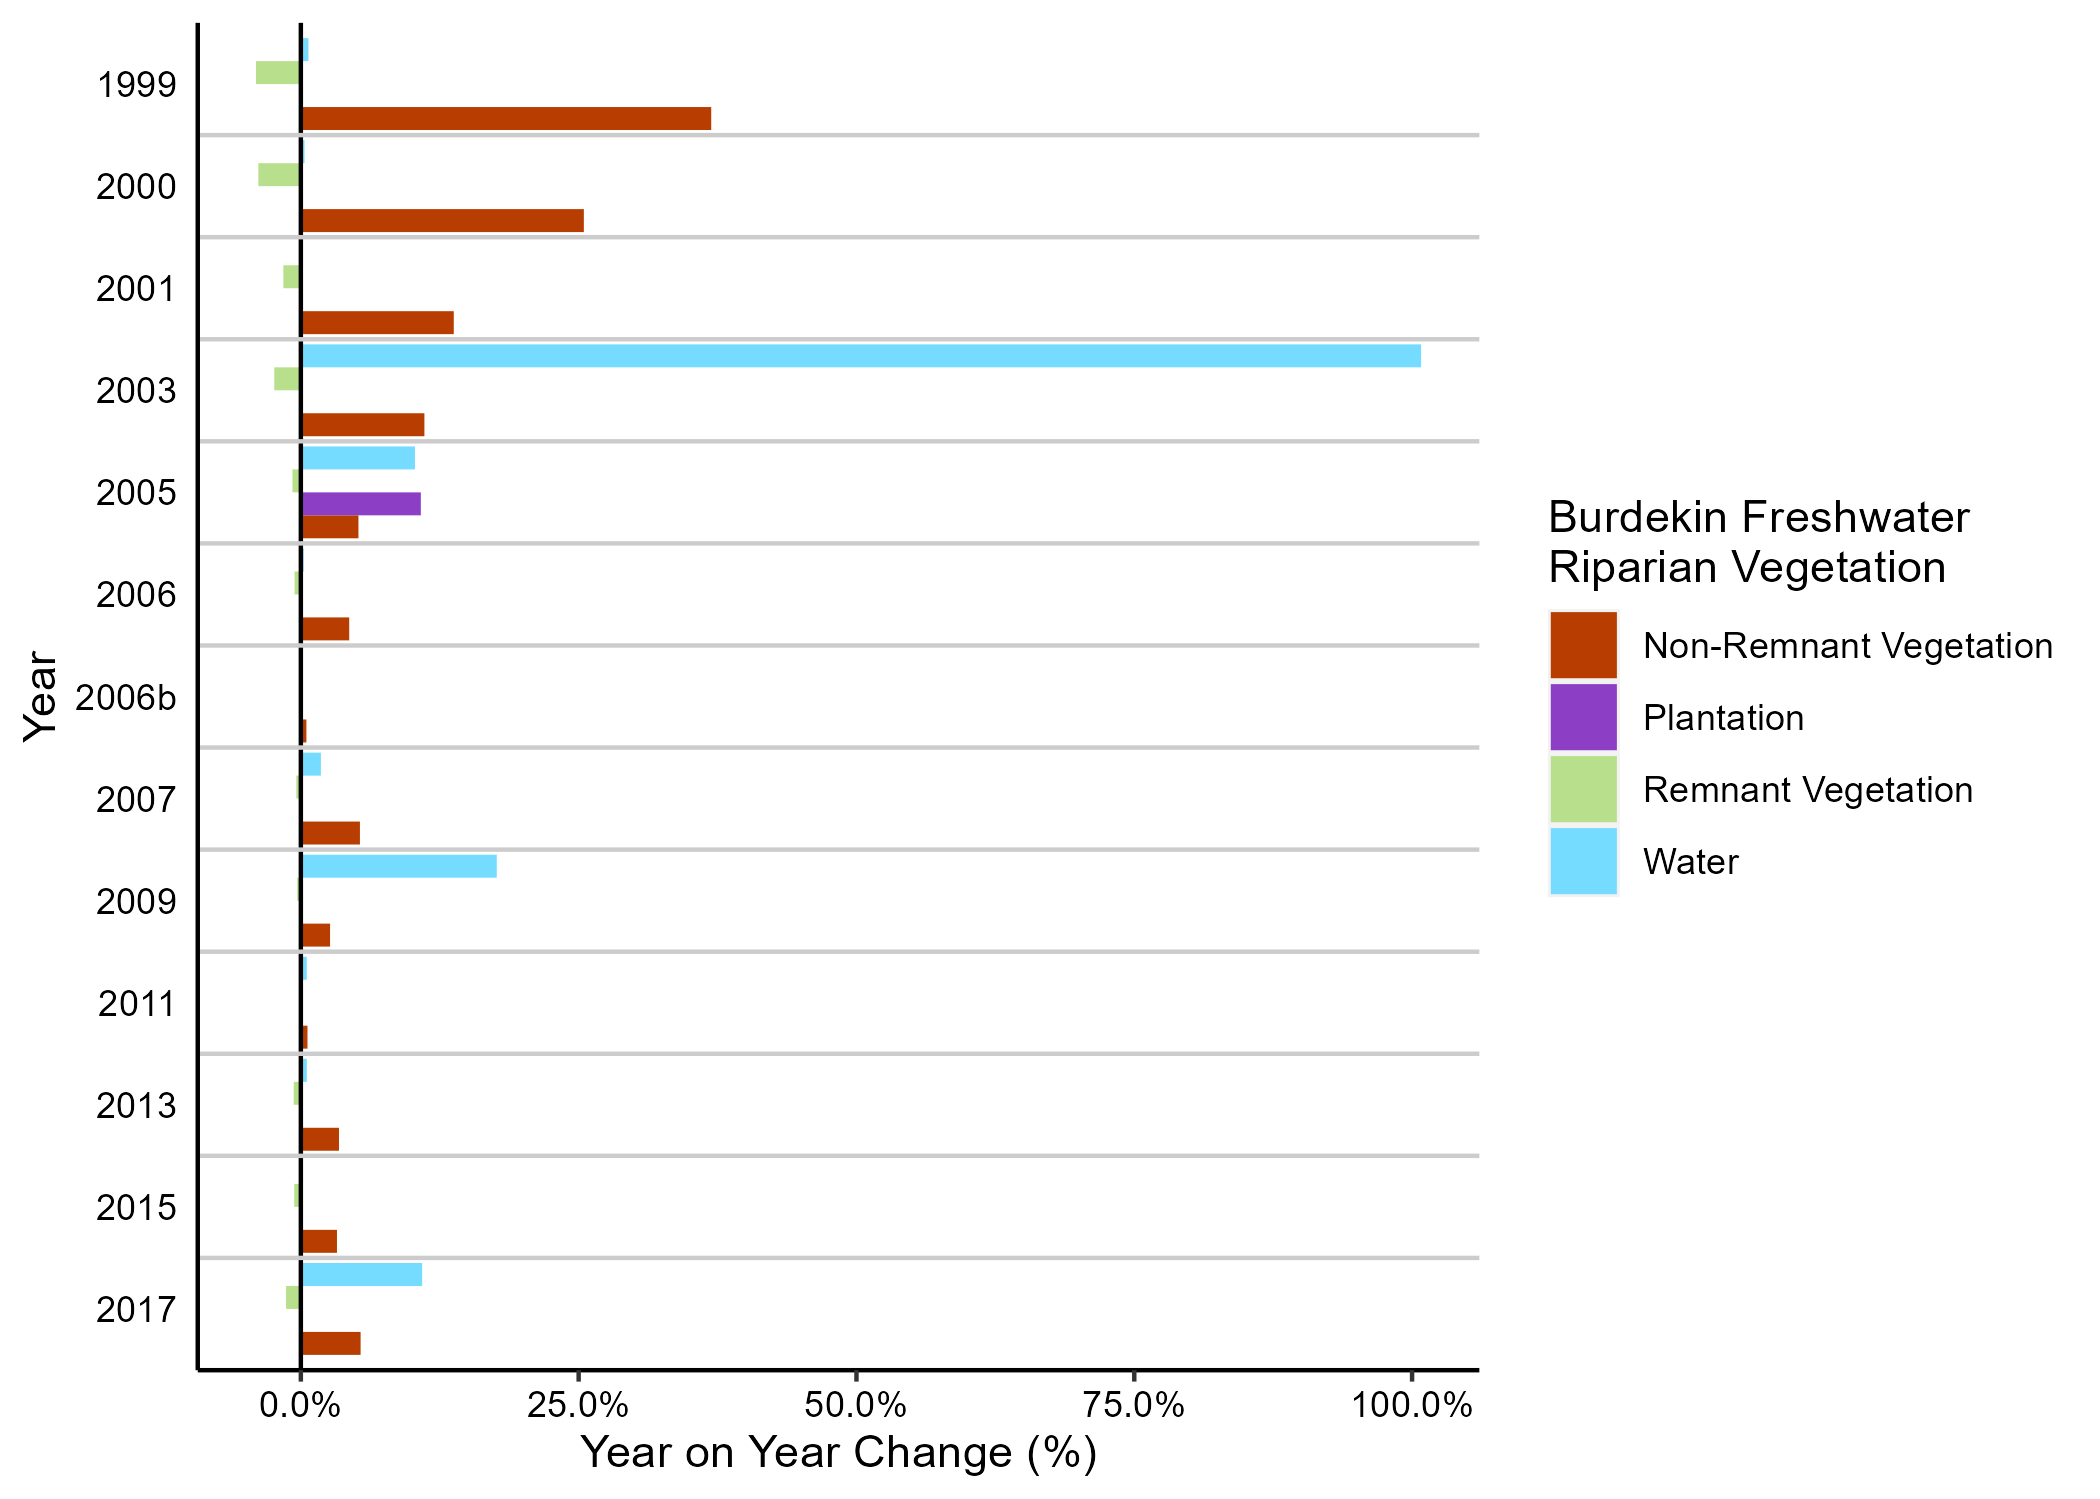 1999
2000
2001
2003
2005
2006
2006b
2007
2009
2011
2013
2015
2017
Year
0.0%
25.0%
50.0%
75.0%
100.0%
Year on Year Change (%)
Burdekin Freshwater
Riparian Vegetation
Non-Remnant Vegetation
Plantation
Remnant Vegetation
Water